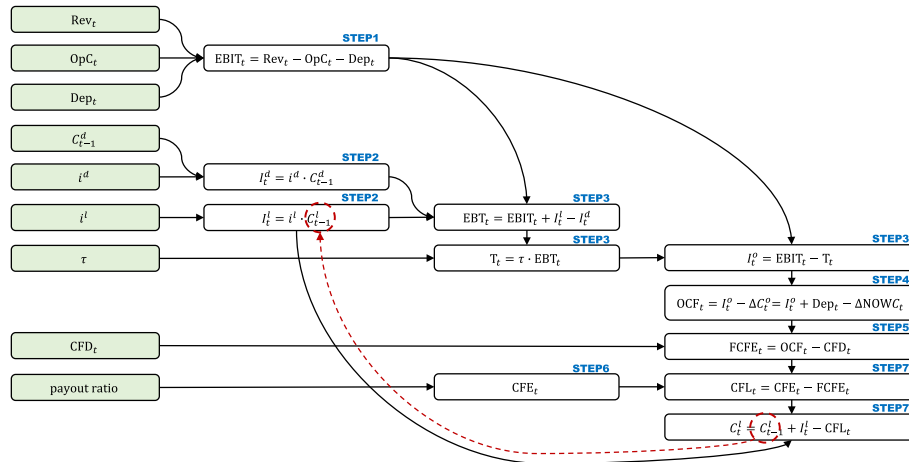 Rev_t
STEP1
OpC_t
EBIT_t = Rev_t − OpC_t − Dep_t
Dep_t
C^d_{t−1}
STEP2
i^d
I^d_t = i^d · C^d_{t−1}
STEP2
STEP3
i^l
I^l_t = i^l · C^l_{t−1}
EBT_t = EBIT_t + I^l_t − I^d_t
STEP3
STEP3
τ
T_t = τ · EBT_t
I^o_t = EBIT_t − T_t
STEP4
OCF_t = I^o_t − ΔC^o_t = I^o_t + Dep_t − ΔNOWC_t
STEP5
CFD_t
FCFE_t = OCF_t − CFD_t
STEP6
STEP7
payout ratio
CFE_t
CFL_t = CFE_t − FCFE_t
STEP7
C^l_t = C^l_{t−1} + I^l_t − CFL_t